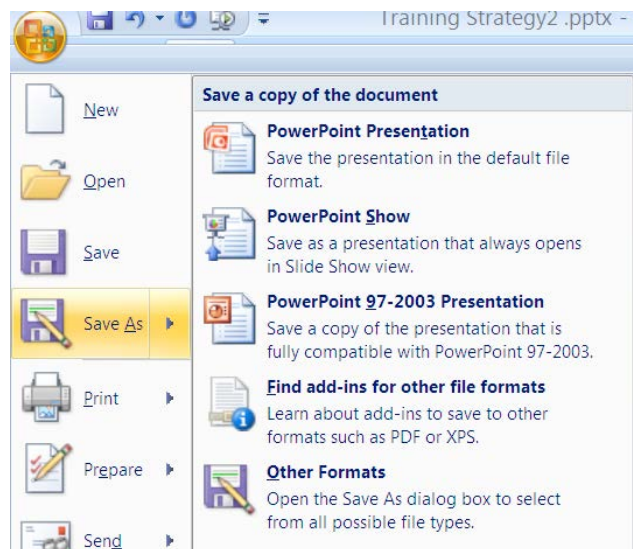 Training Strategy2 .pptx -
New
Open
Save
Save As
Print
Prepare
Send
Save a copy of the document
PowerPoint Presentation
Save the presentation in the default file
format.
PowerPoint Show
Save as a presentation that always opens
in Slide Show view.
PowerPoint 97-2003 Presentation
Save a copy of the presentation that is
fully compatible with PowerPoint 97-2003.
Find add-ins for other file formats
Learn about add-ins to save to other
formats such as PDF or XPS.
Other Formats
Open the Save As dialog box to select
from all possible file types.